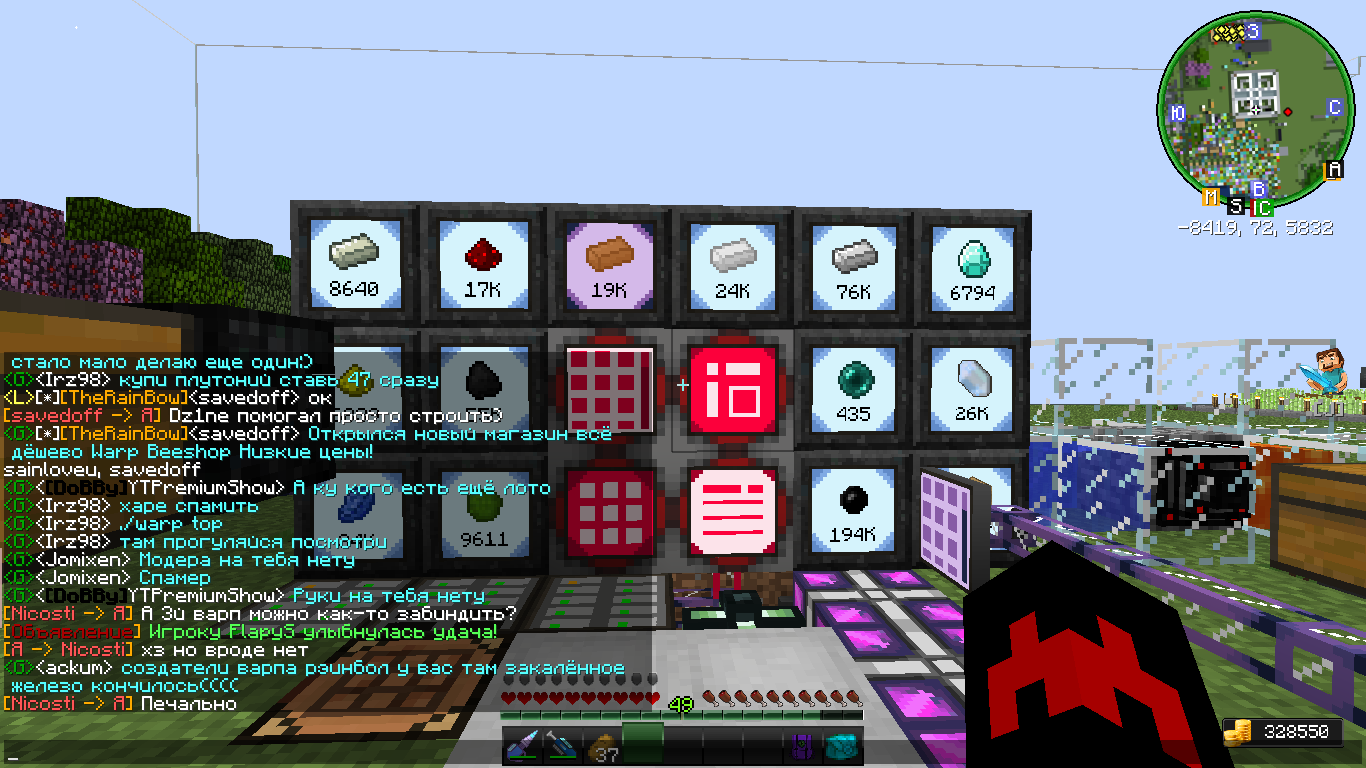 З
Ю
С
A
М
S
В
C
-8419, 72, 5832
8640
17K
19K
24K
76K
6794
стало мало делаю еще один:)
<G><Irz98> купи плутоний ставь 47 сразу
<L>[*][TheRainBow]<savedoff> ок
[savedoff -> Я] Dz1ne помогал просто строить)
435
26K
<G>[*][TheRainBow]<savedoff> Открылся новый магазин всё
дёшево Warp Beeshop Низкие цены!
sainloveu, savedoff
<G><[DoBBy]YTPremiumShow> А ку кого есть ещё лото
<G><Irz98> харе спамить
<G><Irz98> ./warp top
<G><Irz98> там прогуляйся посмотри
9611
194K
<G><Jomixen> Модера на тебя нету
<G><Jomixen> Спамер
<G><[DoBBy]YTPremiumShow> Руки на тебя нету
[Nicosti -> Я] А 3й варп можно как-то забиндить?
[Объявление] Игроку FlapyS улыбнулась удача!
[Я -> Nicosti] хз но вроде нет
<G><ackum> создатели варпа рэинбол у вас там закалённое
железо кончилось((((
[Nicosti -> Я] Печально
49
37
328550